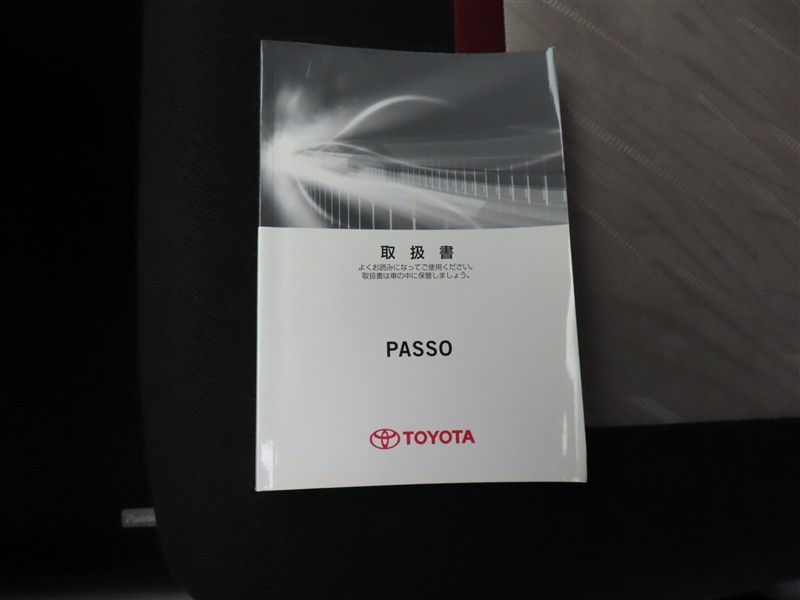 取扱書
よくお読みになってご使用ください。
取扱書は車の中に保管しましょう。
PASSO
TOYOTA
Passo